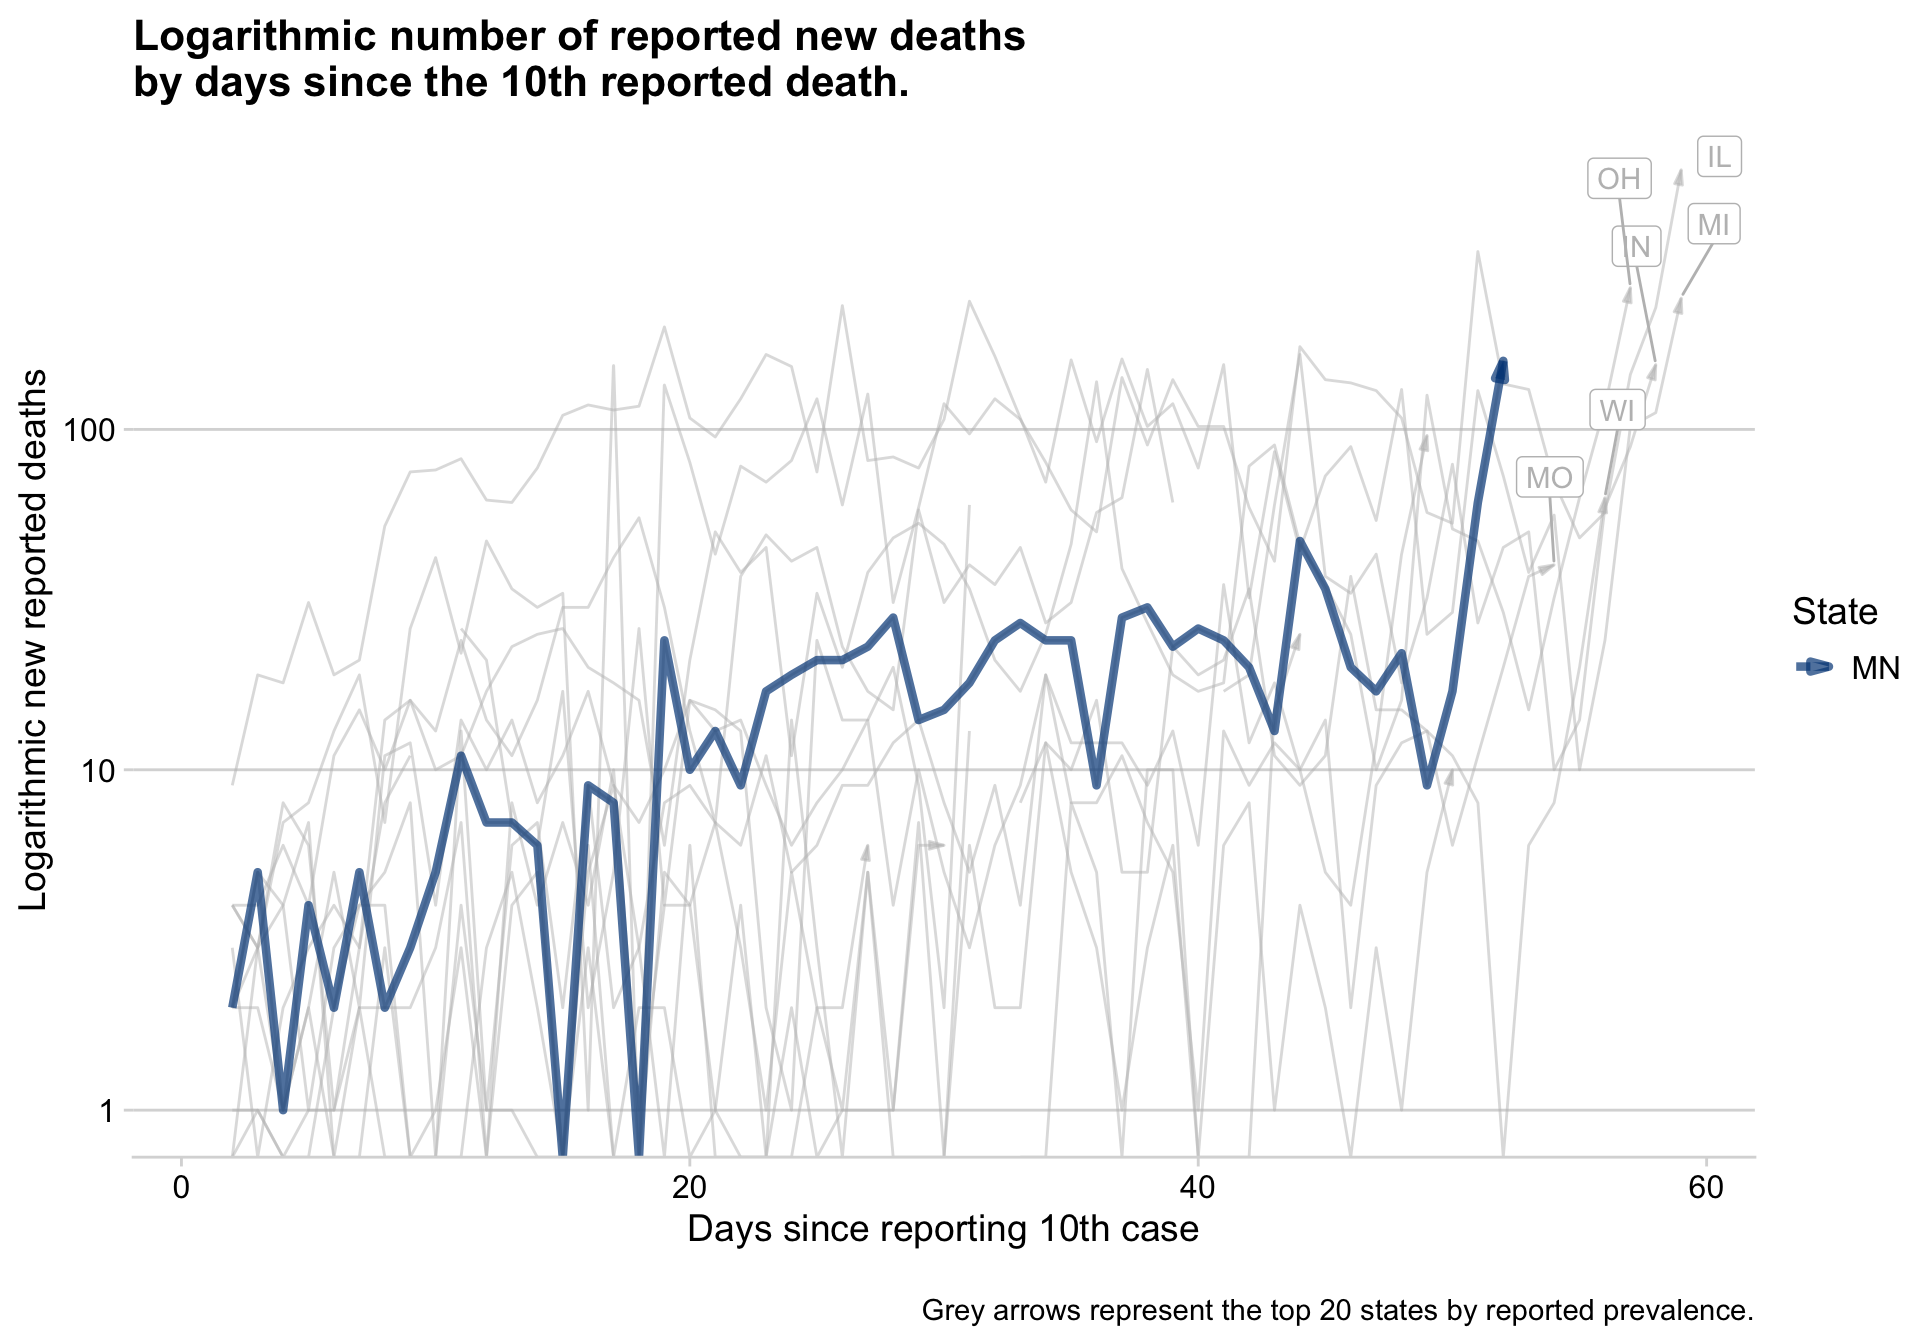 Logarithmic number of reported new deaths
by days since the 10th reported death.
IL
OH
MI
IN
WI
MO
Logarithmic new reported deaths
100
10
1
0
20
40
60
Days since reporting 10th case
State
MN
Grey arrows represent the top 20 states by reported prevalence.